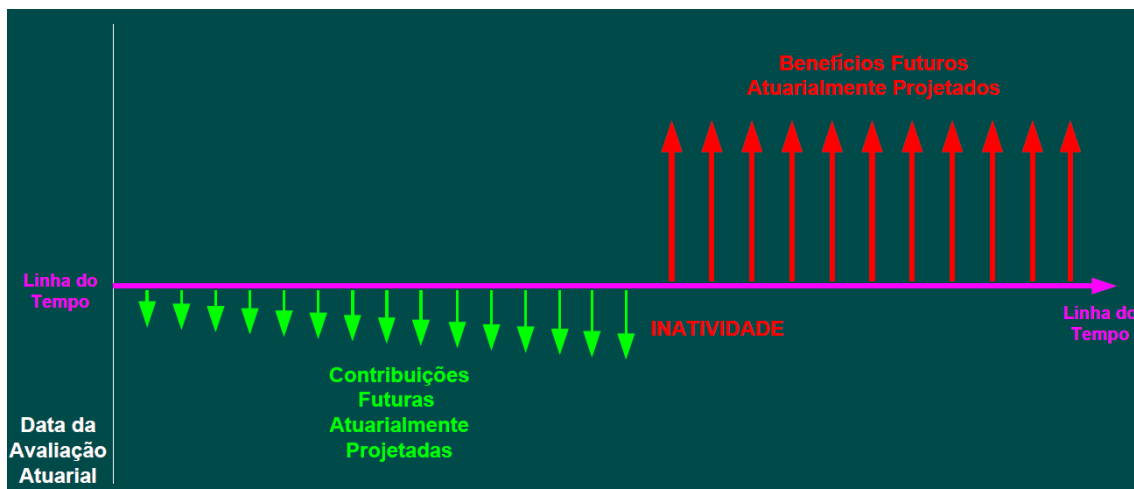 Benefícios Futuros
Atuarialmente Projetados
Linha do
Tempo
Linha do
Tempo
INATIVIDADE
Contribuições
Futuras
Atuarialmente
Projetadas
Data da
Avaliação
Atuarial